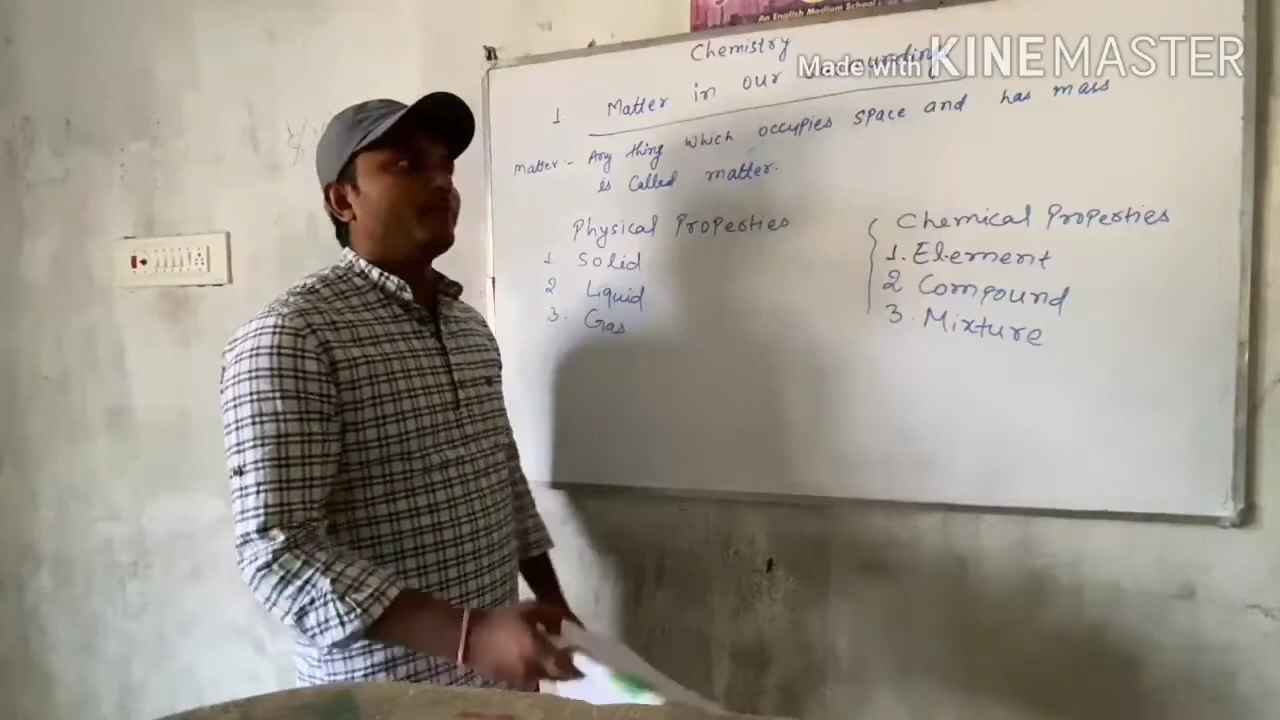 An English Medium School
Chemistry
Made with KINEMASTER
1. Matter in our surrounding
Matter - Any thing which occupies space and has mass
is called matter.
Physical Properties
1. Solid
2 Liquid
3. Gas
Chemical Properties
1. Element
2 Compound
3. Mixture